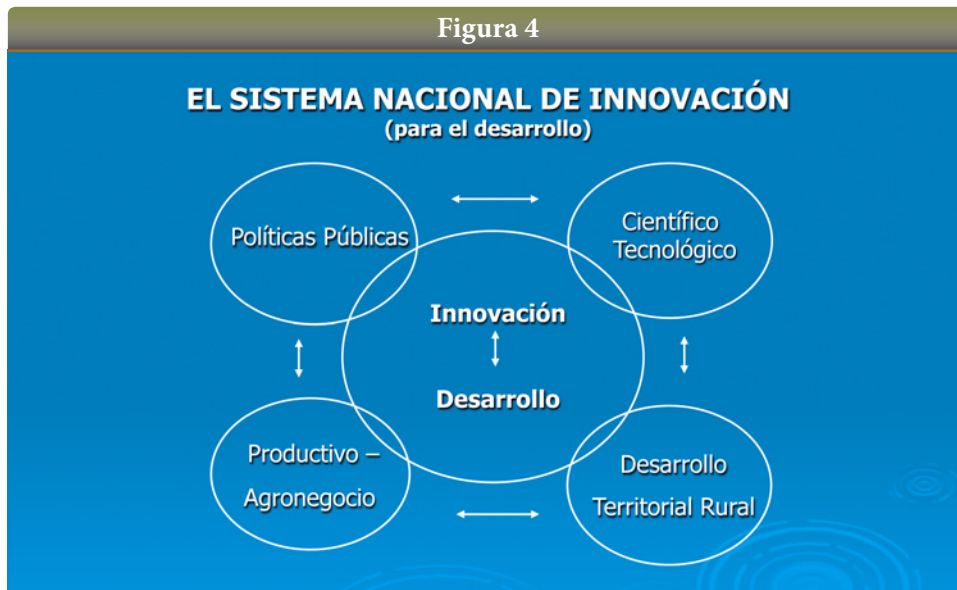 Figura 4
EL SISTEMA NACIONAL DE INNOVACIÓN
(para el desarrollo)
Políticas Públicas
Científico
Tecnológico
Innovación
Desarrollo
Productivo –
Agronegocio
Desarrollo
Territorial Rural